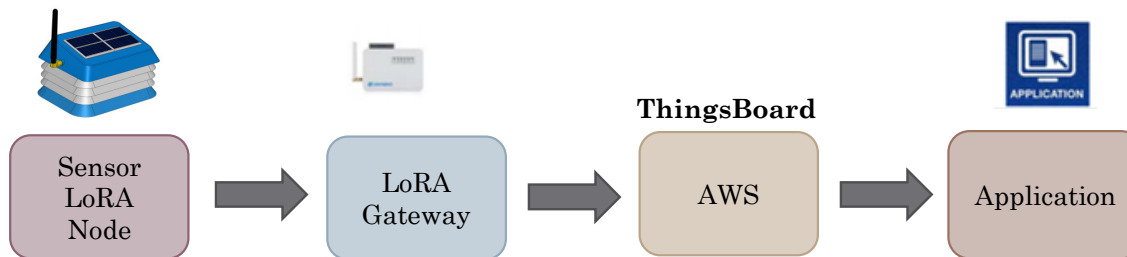 APPLICATION
ThingsBoard
Sensor
LoRA
Node
LoRA
Gateway
AWS
Application